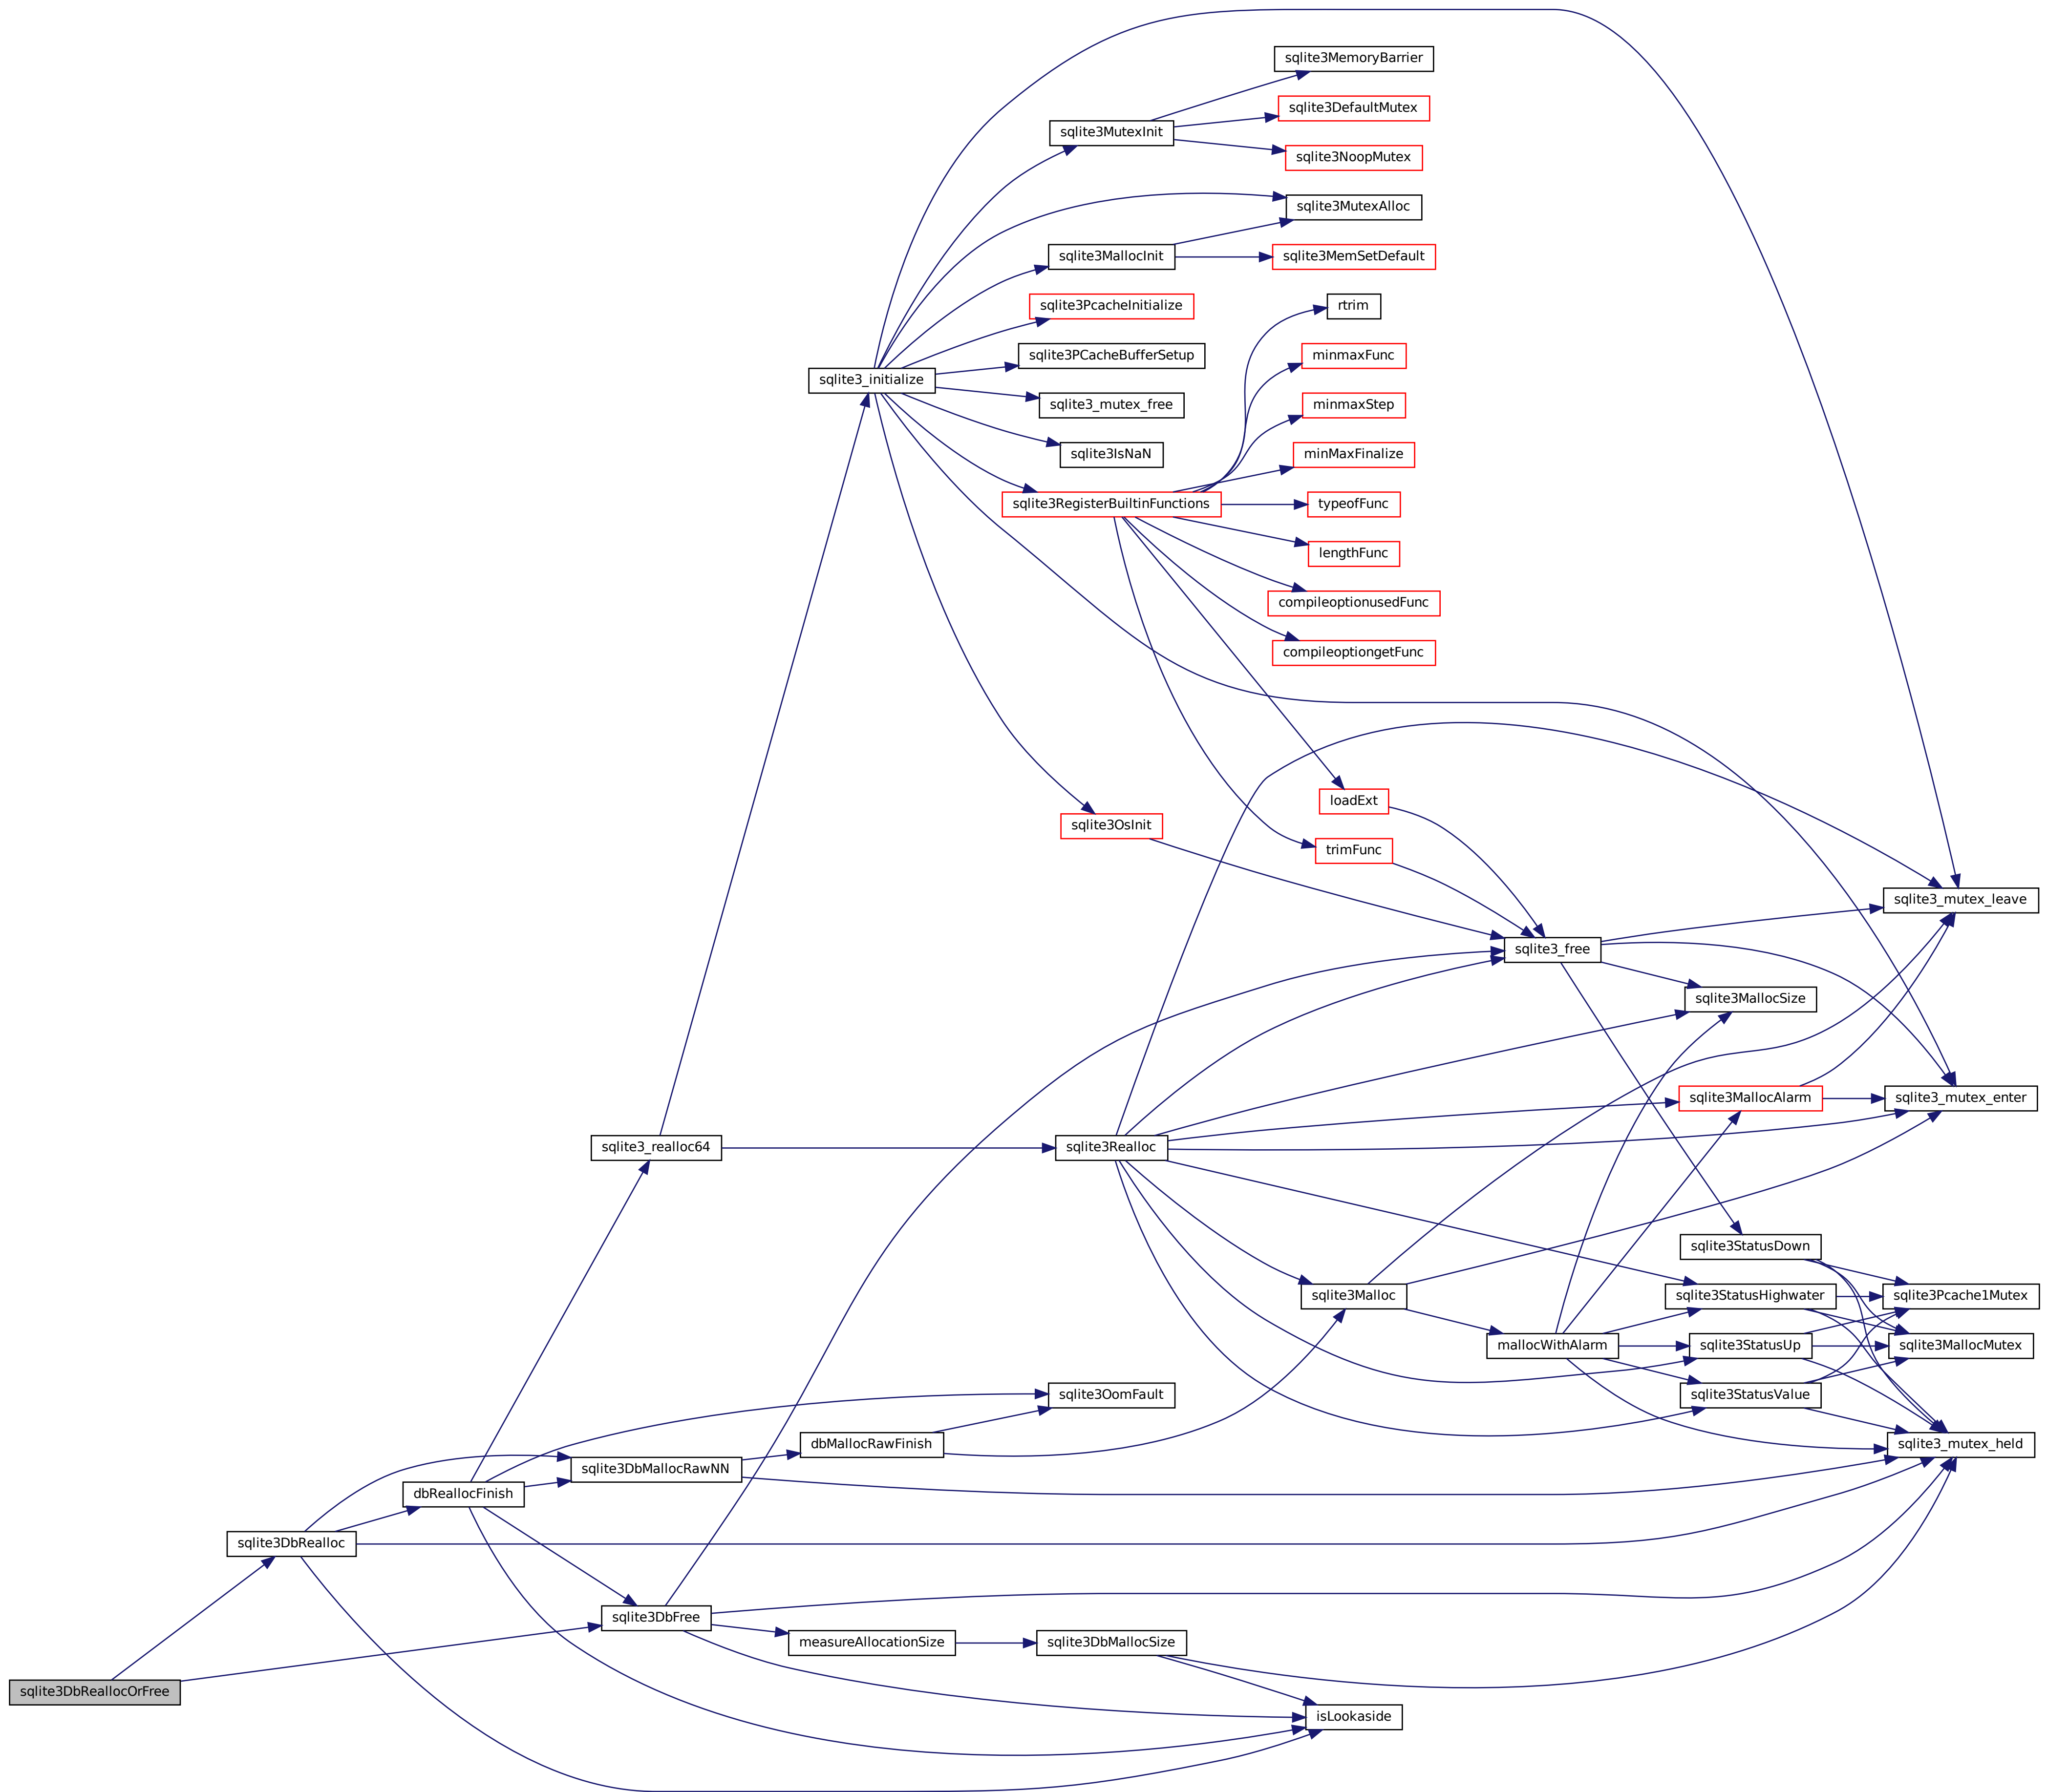 sqlite3MemoryBarrier
sqlite3DefaultMutex
sqlite3MutexInit
sqlite3NoopMutex
sqlite3MutexAlloc
sqlite3MallocInit
sqlite3MemSetDefault
sqlite3PcacheInitialize
rtrim
sqlite3PCacheBufferSetup
minmaxFunc
sqlite3_initialize
sqlite3_mutex_free
minmaxStep
sqlite3IsNaN
minMaxFinalize
sqlite3RegisterBuiltinFunctions
typeofFunc
lengthFunc
compileoptionusedFunc
compileoptiongetFunc
loadExt
sqlite3OsInit
trimFunc
sqlite3_mutex_leave
sqlite3_free
sqlite3MallocSize
sqlite3MallocAlarm
sqlite3_mutex_enter
sqlite3_realloc64
sqlite3Realloc
sqlite3StatusDown
sqlite3Malloc
sqlite3StatusHighwater
sqlite3Pcache1Mutex
mallocWithAlarm
sqlite3StatusUp
sqlite3MallocMutex
sqlite3OomFault
sqlite3StatusValue
dbMallocRawFinish
sqlite3_mutex_held
sqlite3DbMallocRawNN
dbReallocFinish
sqlite3DbRealloc
sqlite3DbFree
measureAllocationSize
sqlite3DbMallocSize
sqlite3DbReallocOrFree
isLookaside